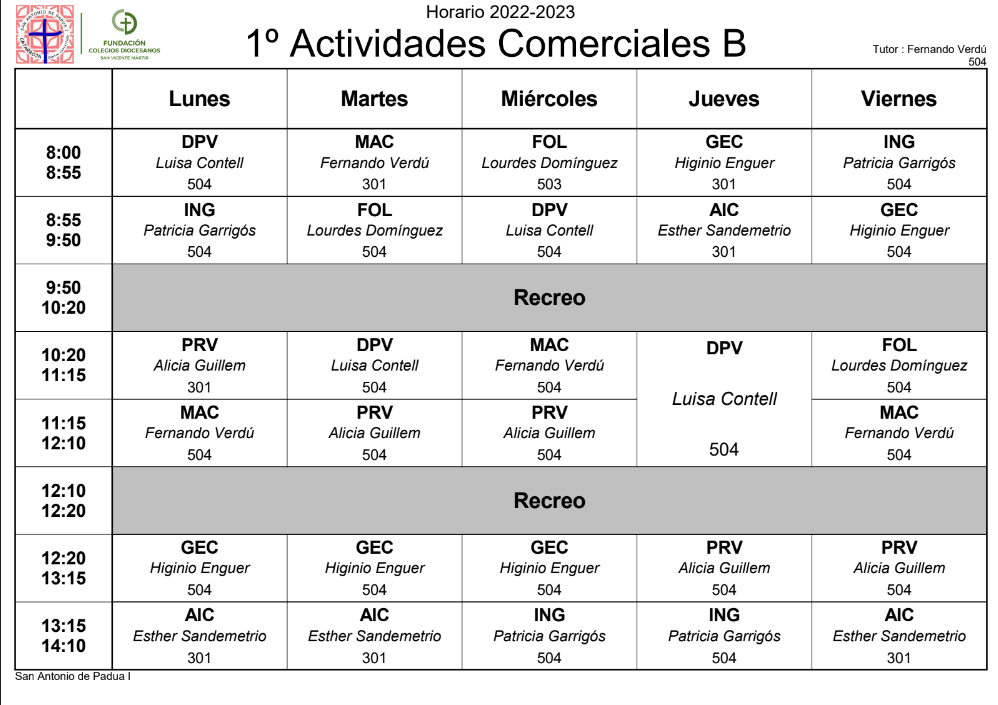 Horario 2022-2023
1º Actividades Comerciales B
Tutor : Fernando Verdú
504
FUNDACIÓN
COLEGIOS DIOCESANOS
SAN VICENTE MÁRTIR
Lunes Martes Miércoles Jueves Viernes
8:00
8:55
DPV MAC FOL GEC ING
Luisa Contell Fernando Verdú Lourdes Domínguez Higinio Enguer Patricia Garrigós
504 301 503 301 504
8:55
9:50
ING FOL DPV AIC GEC
Patricia Garrigós Lourdes Domínguez Luisa Contell Esther Sandemetrio Higinio Enguer
504 504 504 301 504
9:50
10:20
Recreo
10:20
11:15
PRV DPV MAC DPV FOL
Alicia Guillem Luisa Contell Fernando Verdú Luisa Contell Lourdes Domínguez
301 504 504 504 504
11:15
12:10
MAC PRV PRV MAC
Fernando Verdú Alicia Guillem Alicia Guillem Fernando Verdú
504 504 504 504
12:10
12:20
Recreo
12:20
13:15
GEC GEC GEC PRV PRV
Higinio Enguer Higinio Enguer Higinio Enguer Alicia Guillem Alicia Guillem
504 504 504 504 504
13:15
14:10
AIC AIC ING ING AIC
Esther Sandemetrio Esther Sandemetrio Patricia Garrigós Patricia Garrigós Esther Sandemetrio
301 301 504 504 301
San Antonio de Padua I